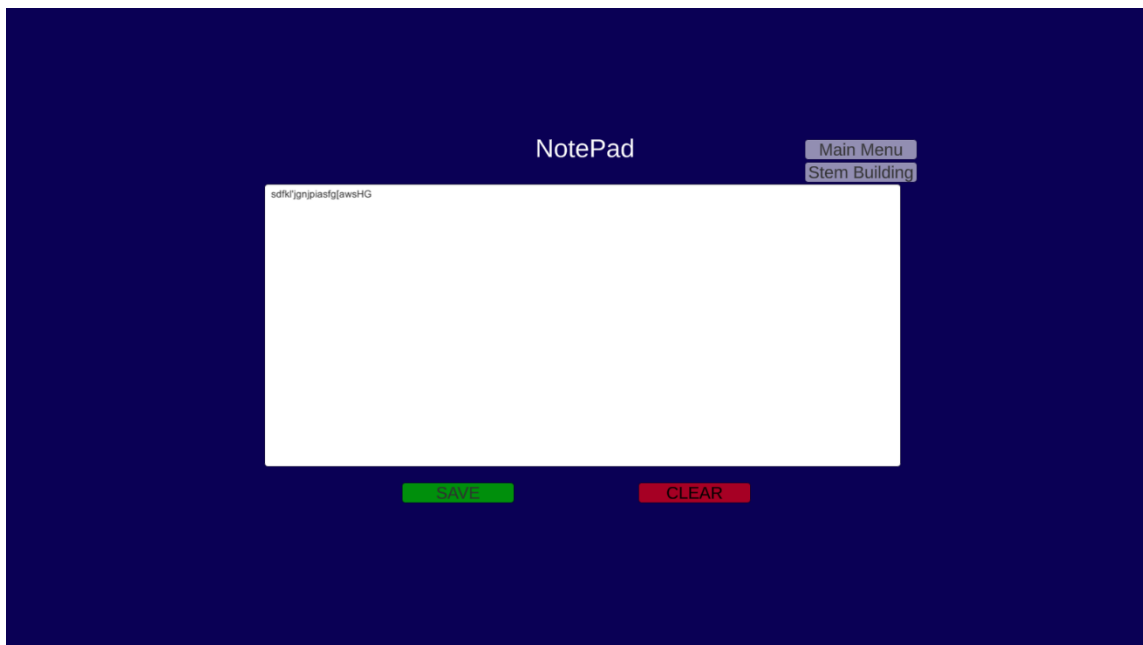 NotePad
Main Menu
Stem Building
sdfkl'jgnjpiasfg[awsHG
SAVE
CLEAR